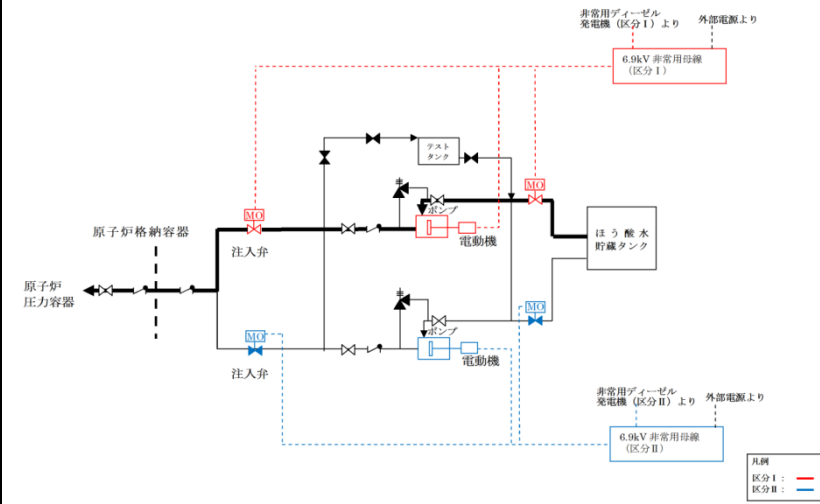 非常用ディーゼル
発電機（区分Ⅰ）より
外部電源より
6.9kV 非常用母線
（区分Ⅰ）
テスト
タンク
MO
MO
ポンプ
電動機
ほう酸水
貯蔵タンク
原子炉格納容器
注入弁
原子炉
圧力容器
MO
MO
ポンプ
電動機
注入弁
非常用ディーゼル
発電機（区分Ⅱ）より
外部電源より
6.9kV 非常用母線
（区分Ⅱ）
凡例
区分Ⅰ：
区分Ⅱ：